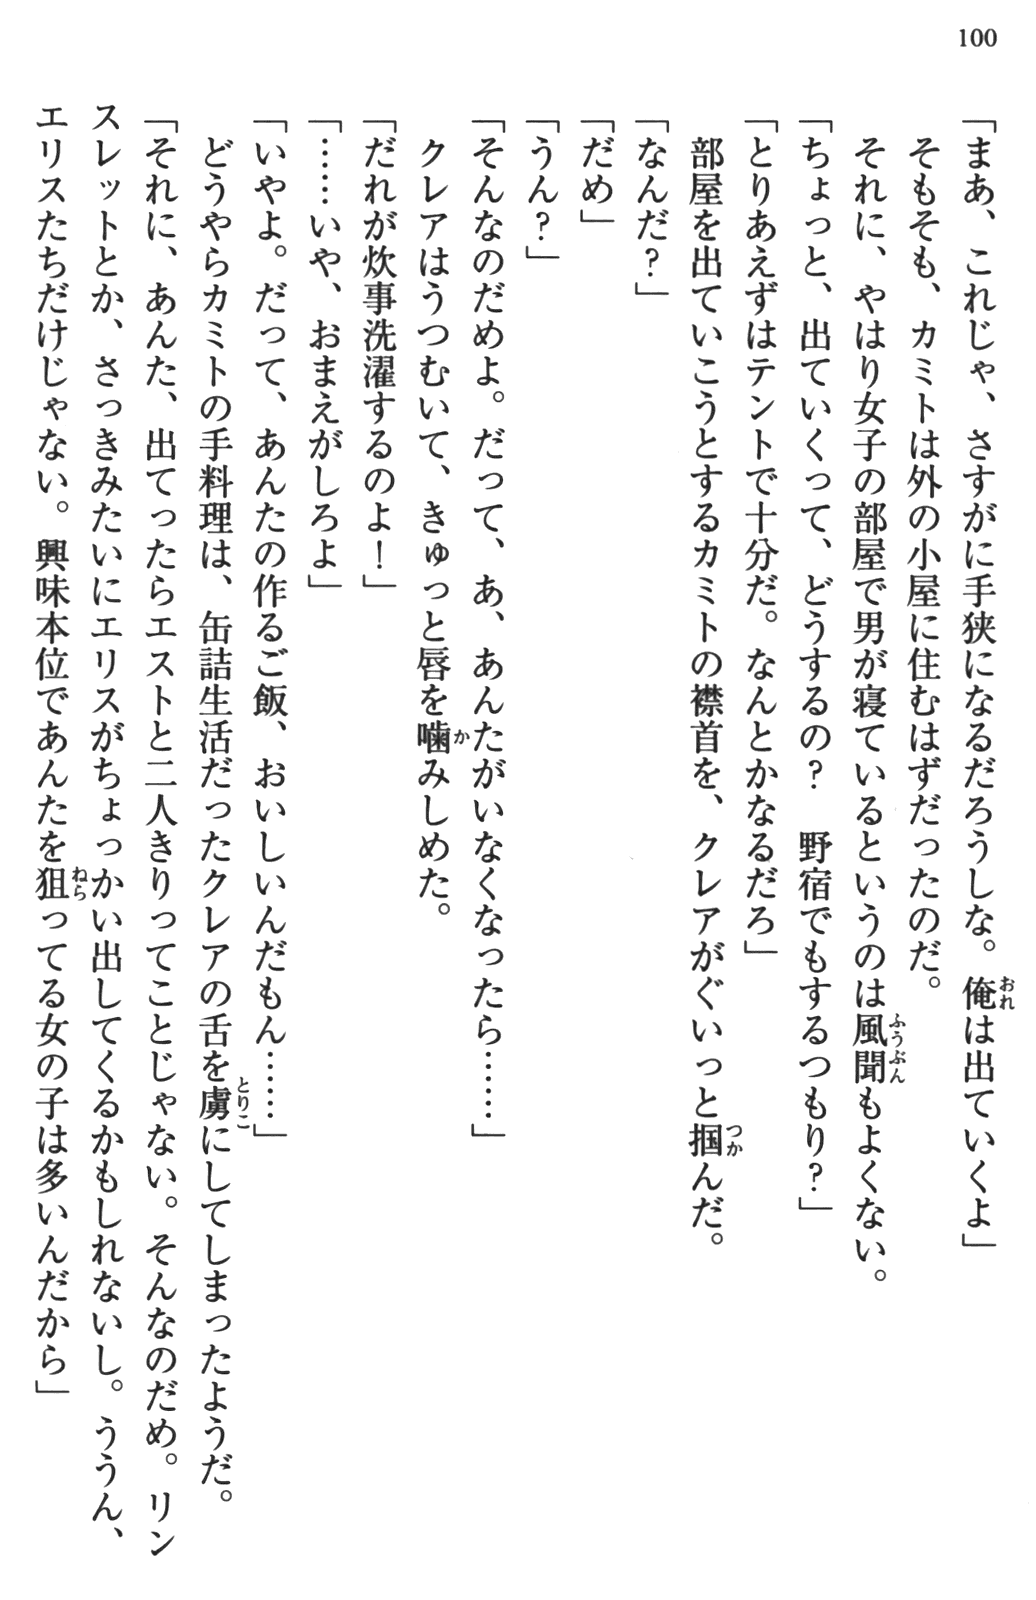 100
「まあ、これじゃ、さすがに手狭になるだろうしな。俺は出ていくよ」
そもそも、カミトは外の小屋に住むはずだったのだ。
それに、やはり女子の部屋で男が寝ているというのは風聞もよくない。
「ちょっと、出ていくって、どうするの？　野宿でもするつもり？」
「とりあえずはテントで十分だ。なんとかなるだろ」
部屋を出ていこうとするカミトの襟首を、クレアがぐいっと掴んだ。
「なんだ？」
「だめ」
「うん？」
「そんなのだめよ。だって、あ、あんたがいなくなったら……」
クレアはうつむいて、きゅっと唇を噛みしめた。
「だれが炊事洗濯するのよ！」
「……いや、おまえがしろよ」
「いやよ。だって、あんたの作るご飯、おいしいんだもん……」
どうやらカミトの手料理は、缶詰生活だったクレアの舌を虜にしてしまったようだ。
「それに、あんた、出てったらエストと二人きりってことじゃない。そんなのだめ。リン
スレットとか、さっきみたいにエリスがちょっかい出してくるかもしれないし。ううん、
エリスたちだけじゃない。興味本位であんたを狙ってる女の子は多いんだから」